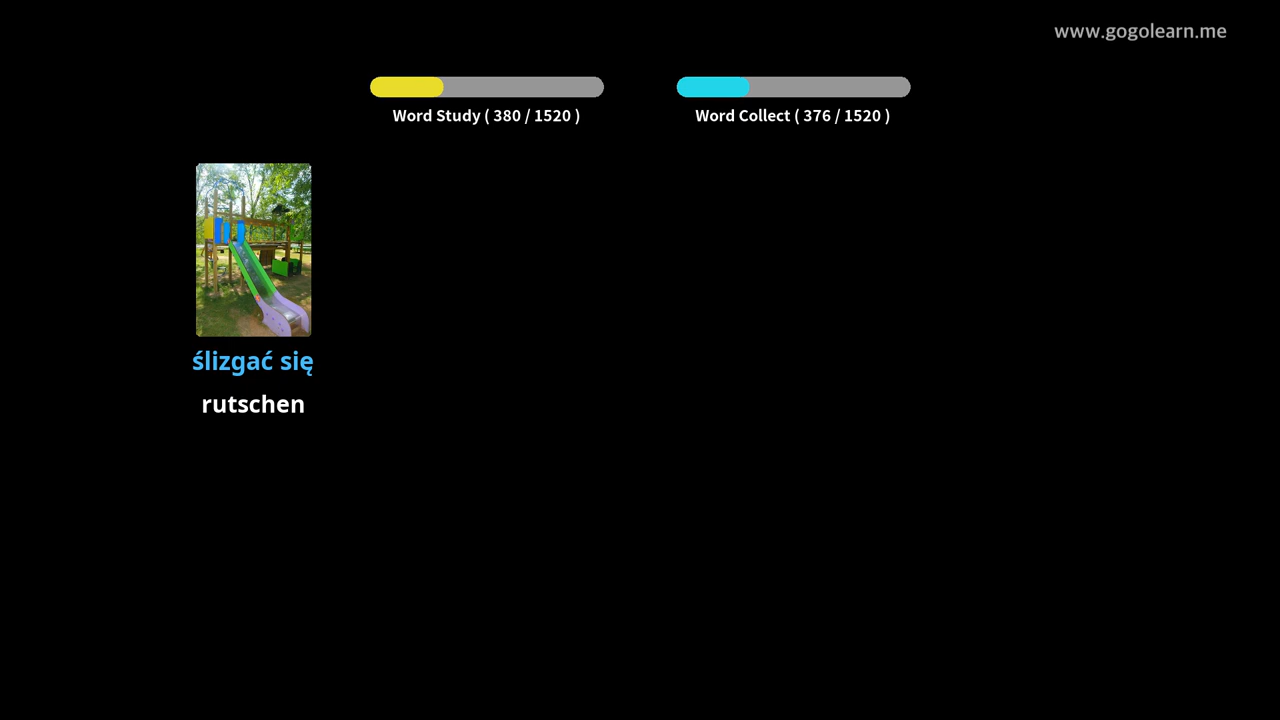 www.gogolearn.me
Word Study ( 380 / 1520 )
Word Collect ( 376 / 1520 )
ślizgać się
rutschen